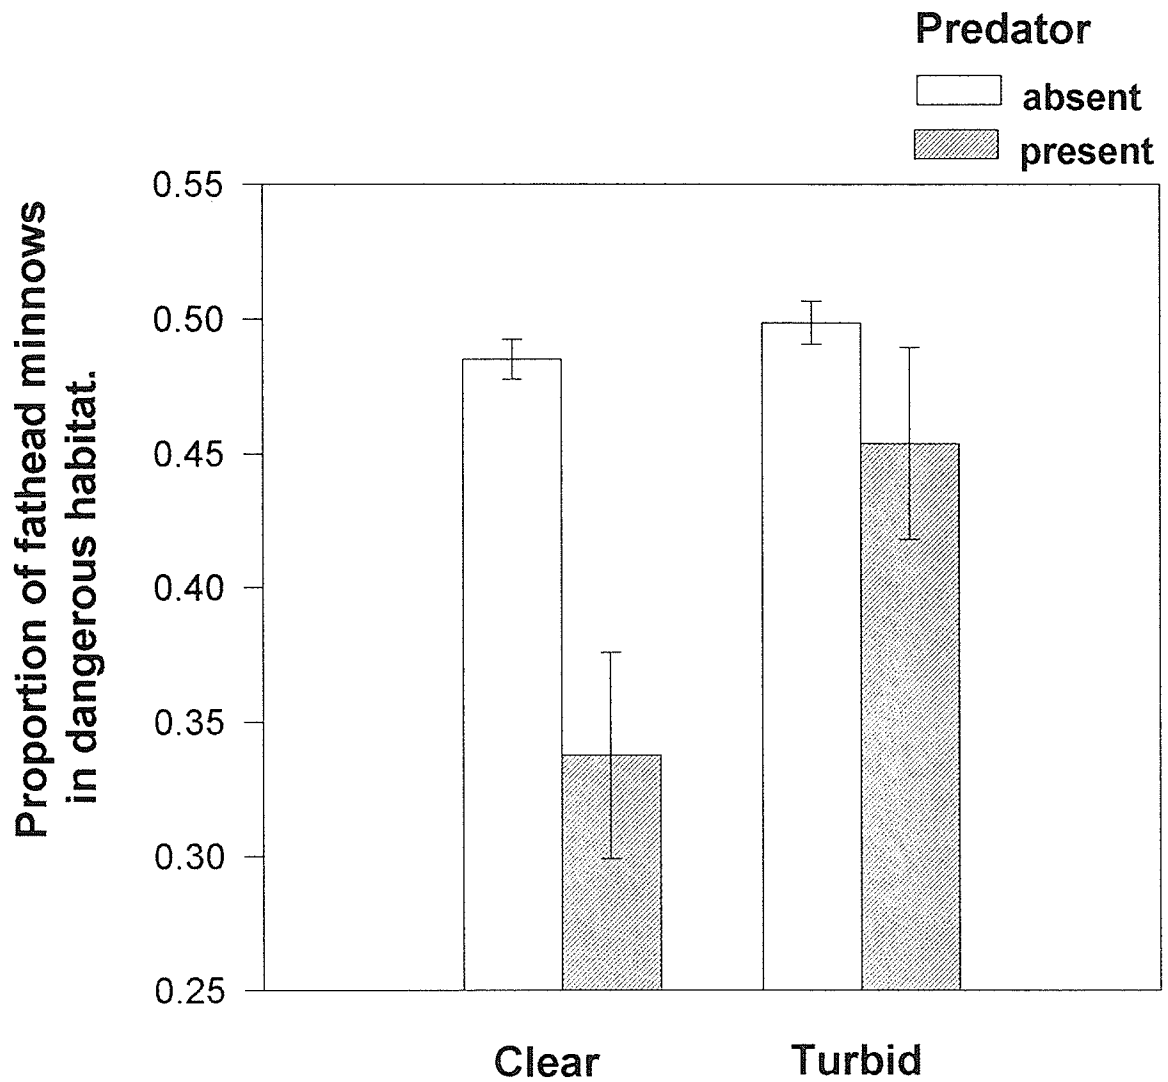 Predator
absent
present
Proportion of fathead minnows
in dangerous habitat.
0.55
0.50
0.45
0.40
0.35
0.30
0.25
Clear
Turbid